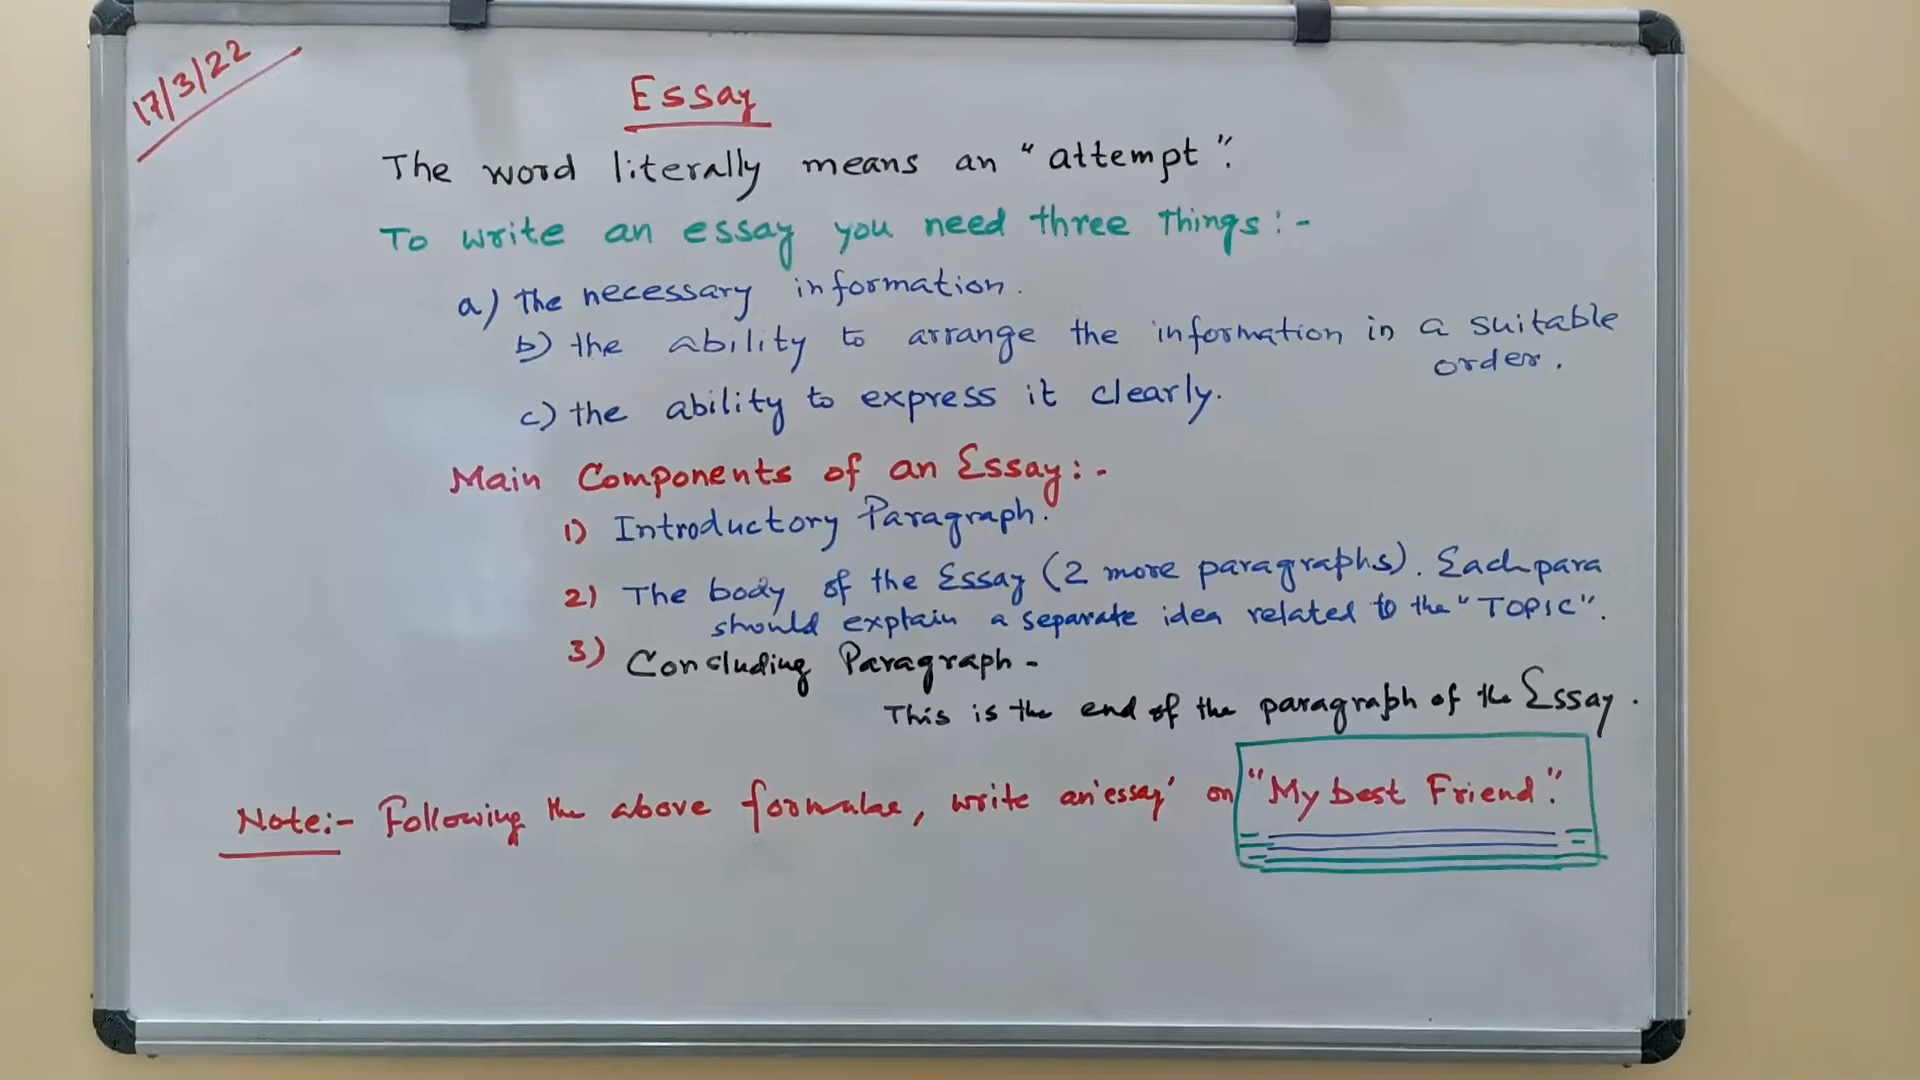 17/3/22
Essay
The word literally means an "attempt".
To write an essay you need three things:-
a) the necessary information.
b) the ability to arrange the information in a suitable
order.
c) the ability to express it clearly.
Main Components of an Essay:-
1) Introductory Paragraph.
2) The body of the Essay (2 more paragraphs). Each para
should explain a separate idea related to the "TOPIC".
3) Concluding Paragraph -
This is the end of the paragraph of the Essay.
Note:- Following the above formulae, write an 'essay' on "My best Friend".